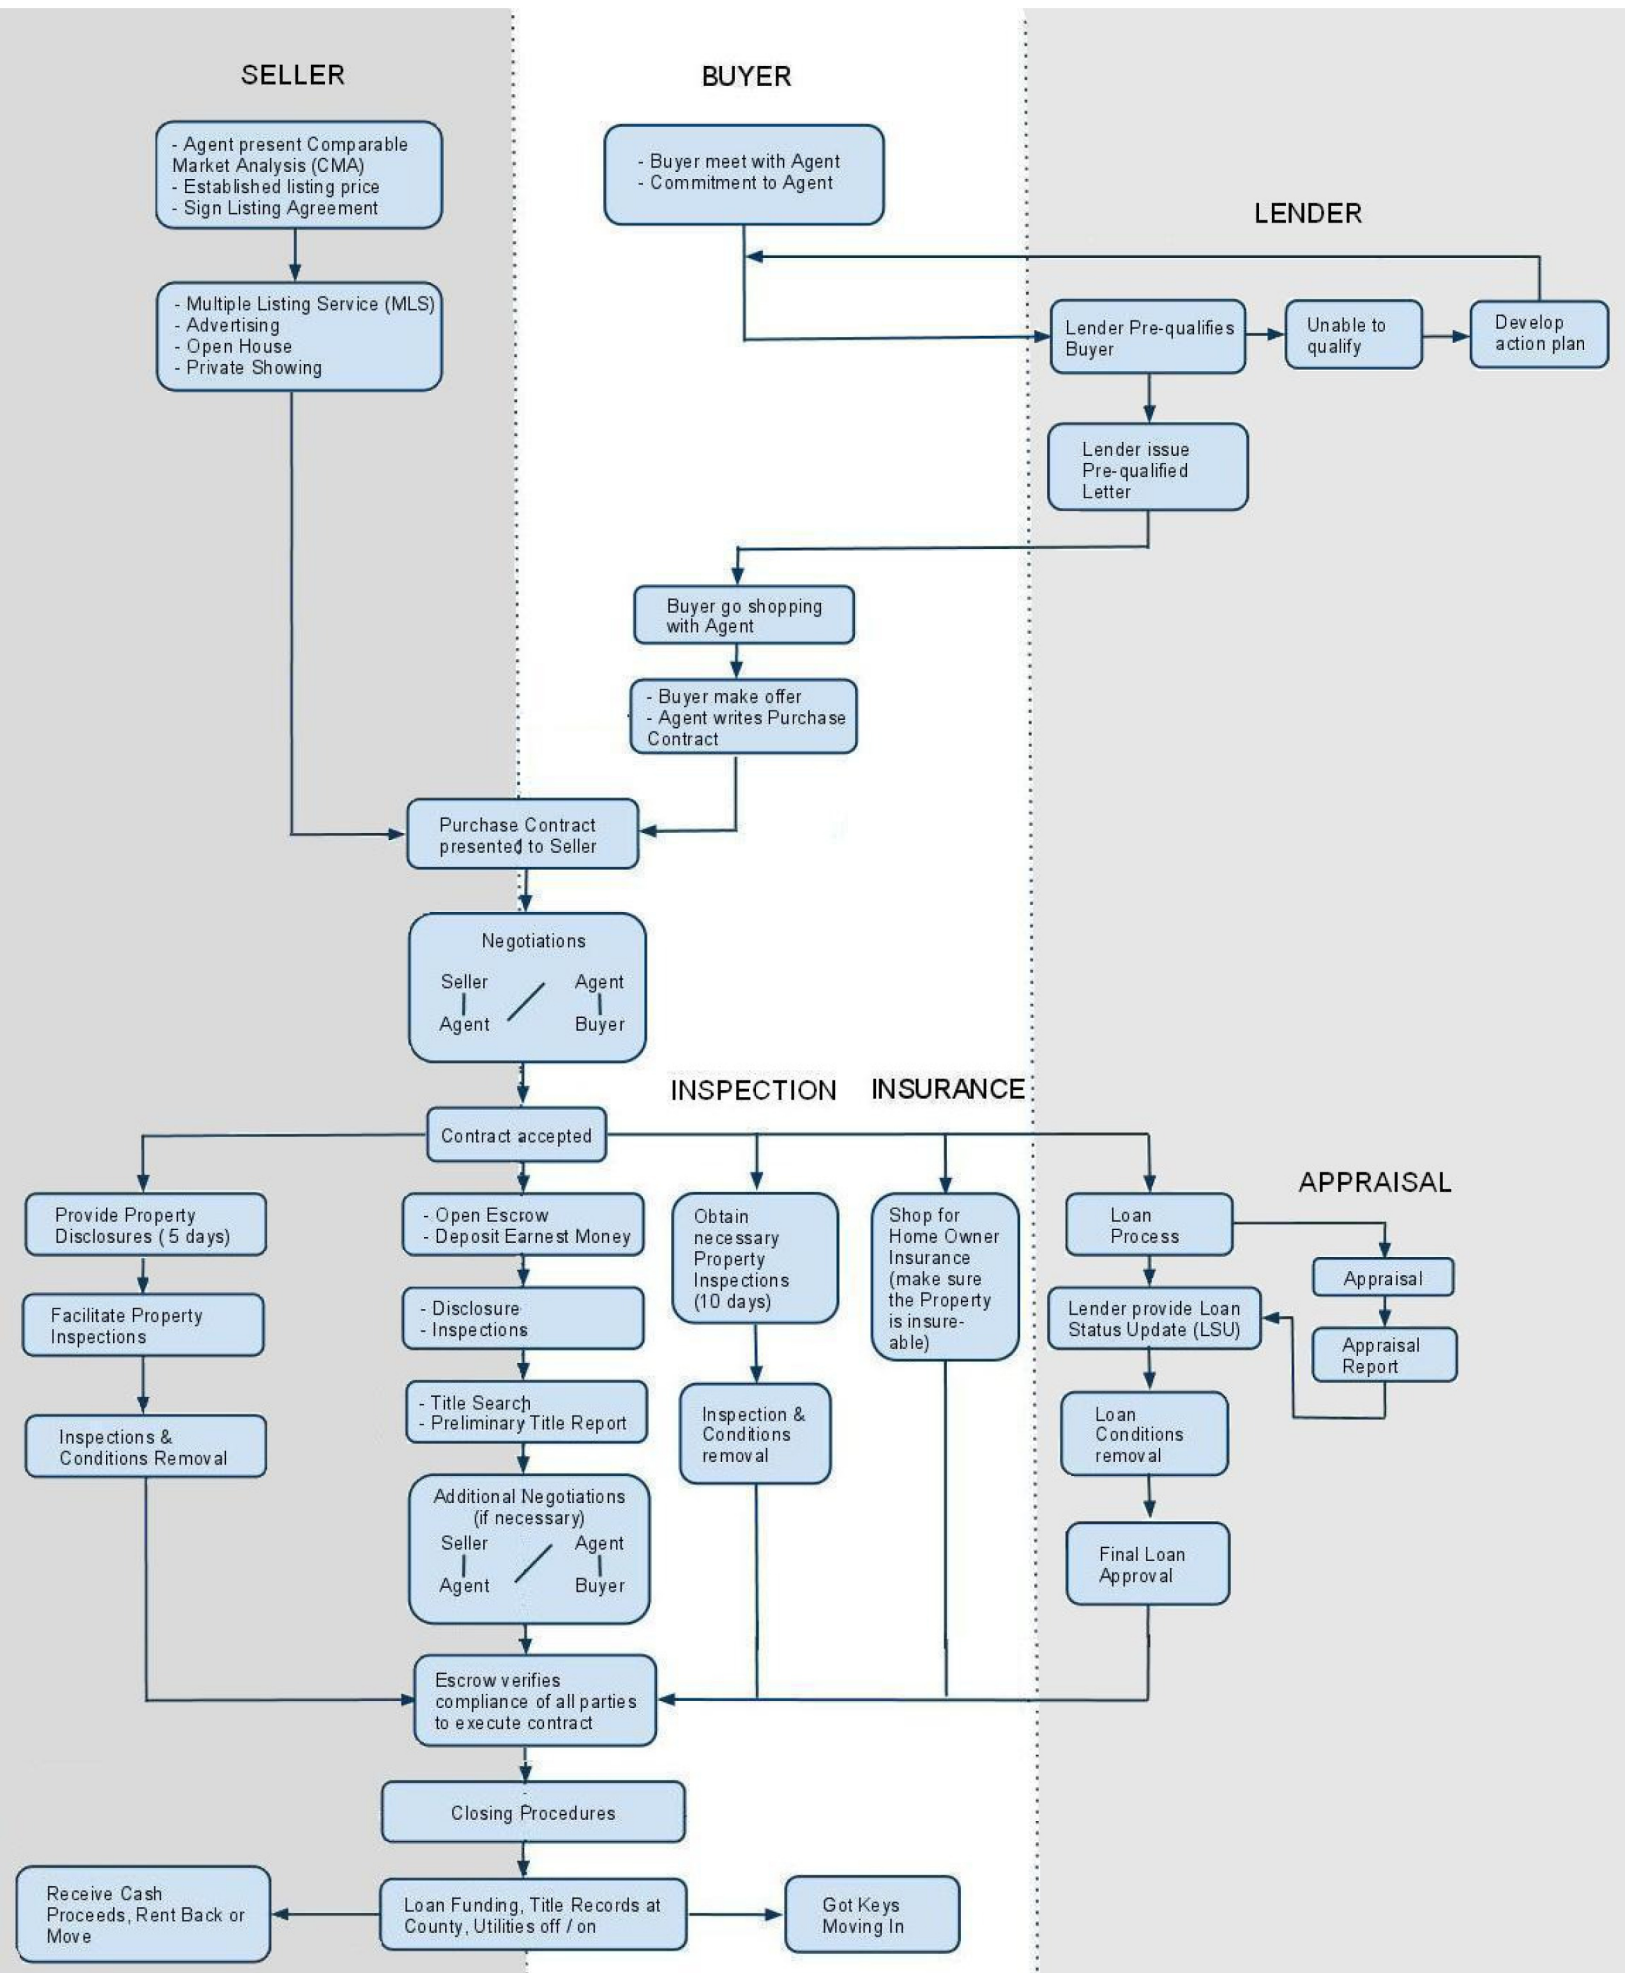 SELLER
BUYER
- Agent present Comparable
Market Analysis (CMA)
- Established listing price
- Sign Listing Agreement
- Buyer meet with Agent
- Commitment to Agent
LENDER
- Multiple Listing Service (MLS)
- Advertising
- Open House
- Private Showing
Lender Pre-qualifies
Buyer
Unable to
qualify
Develop
action plan
Lender issue
Pre-qualified
Letter
Buyer go shopping
with Agent
- Buyer make offer
- Agent writes Purchase
Contract
Purchase Contract
presented to Seller
Negotiations
Seller Agent
Agent Buyer
INSPECTION
INSURANCE
Contract accepted
APPRAISAL
Provide Property
Disclosures ( 5 days)
- Open Escrow
- Deposit Earnest Money
Obtain
necessary
Property
Inspections
(10 days)
Shop for
Home Owner
Insurance
(make sure
the Property
is insure-
able)
Loan
Process
Appraisal
Facilitate Property
Inspections
- Disclosure
- Inspections
Lender provide Loan
Status Update (LSU)
Appraisal
Report
Inspections &
Conditions Removal
- Title Search
- Preliminary Title Report
Inspection &
Conditions
removal
Loan
Conditions
removal
Additional Negotiations
(if necessary)
Seller Agent
Agent Buyer
Final Loan
Approval
Escrow verifies
compliance of all parties
to execute contract
Closing Procedures
Receive Cash
Proceeds, Rent Back or
Move
Loan Funding, Title Records at
County, Utilities off / on
Got Keys
Moving In